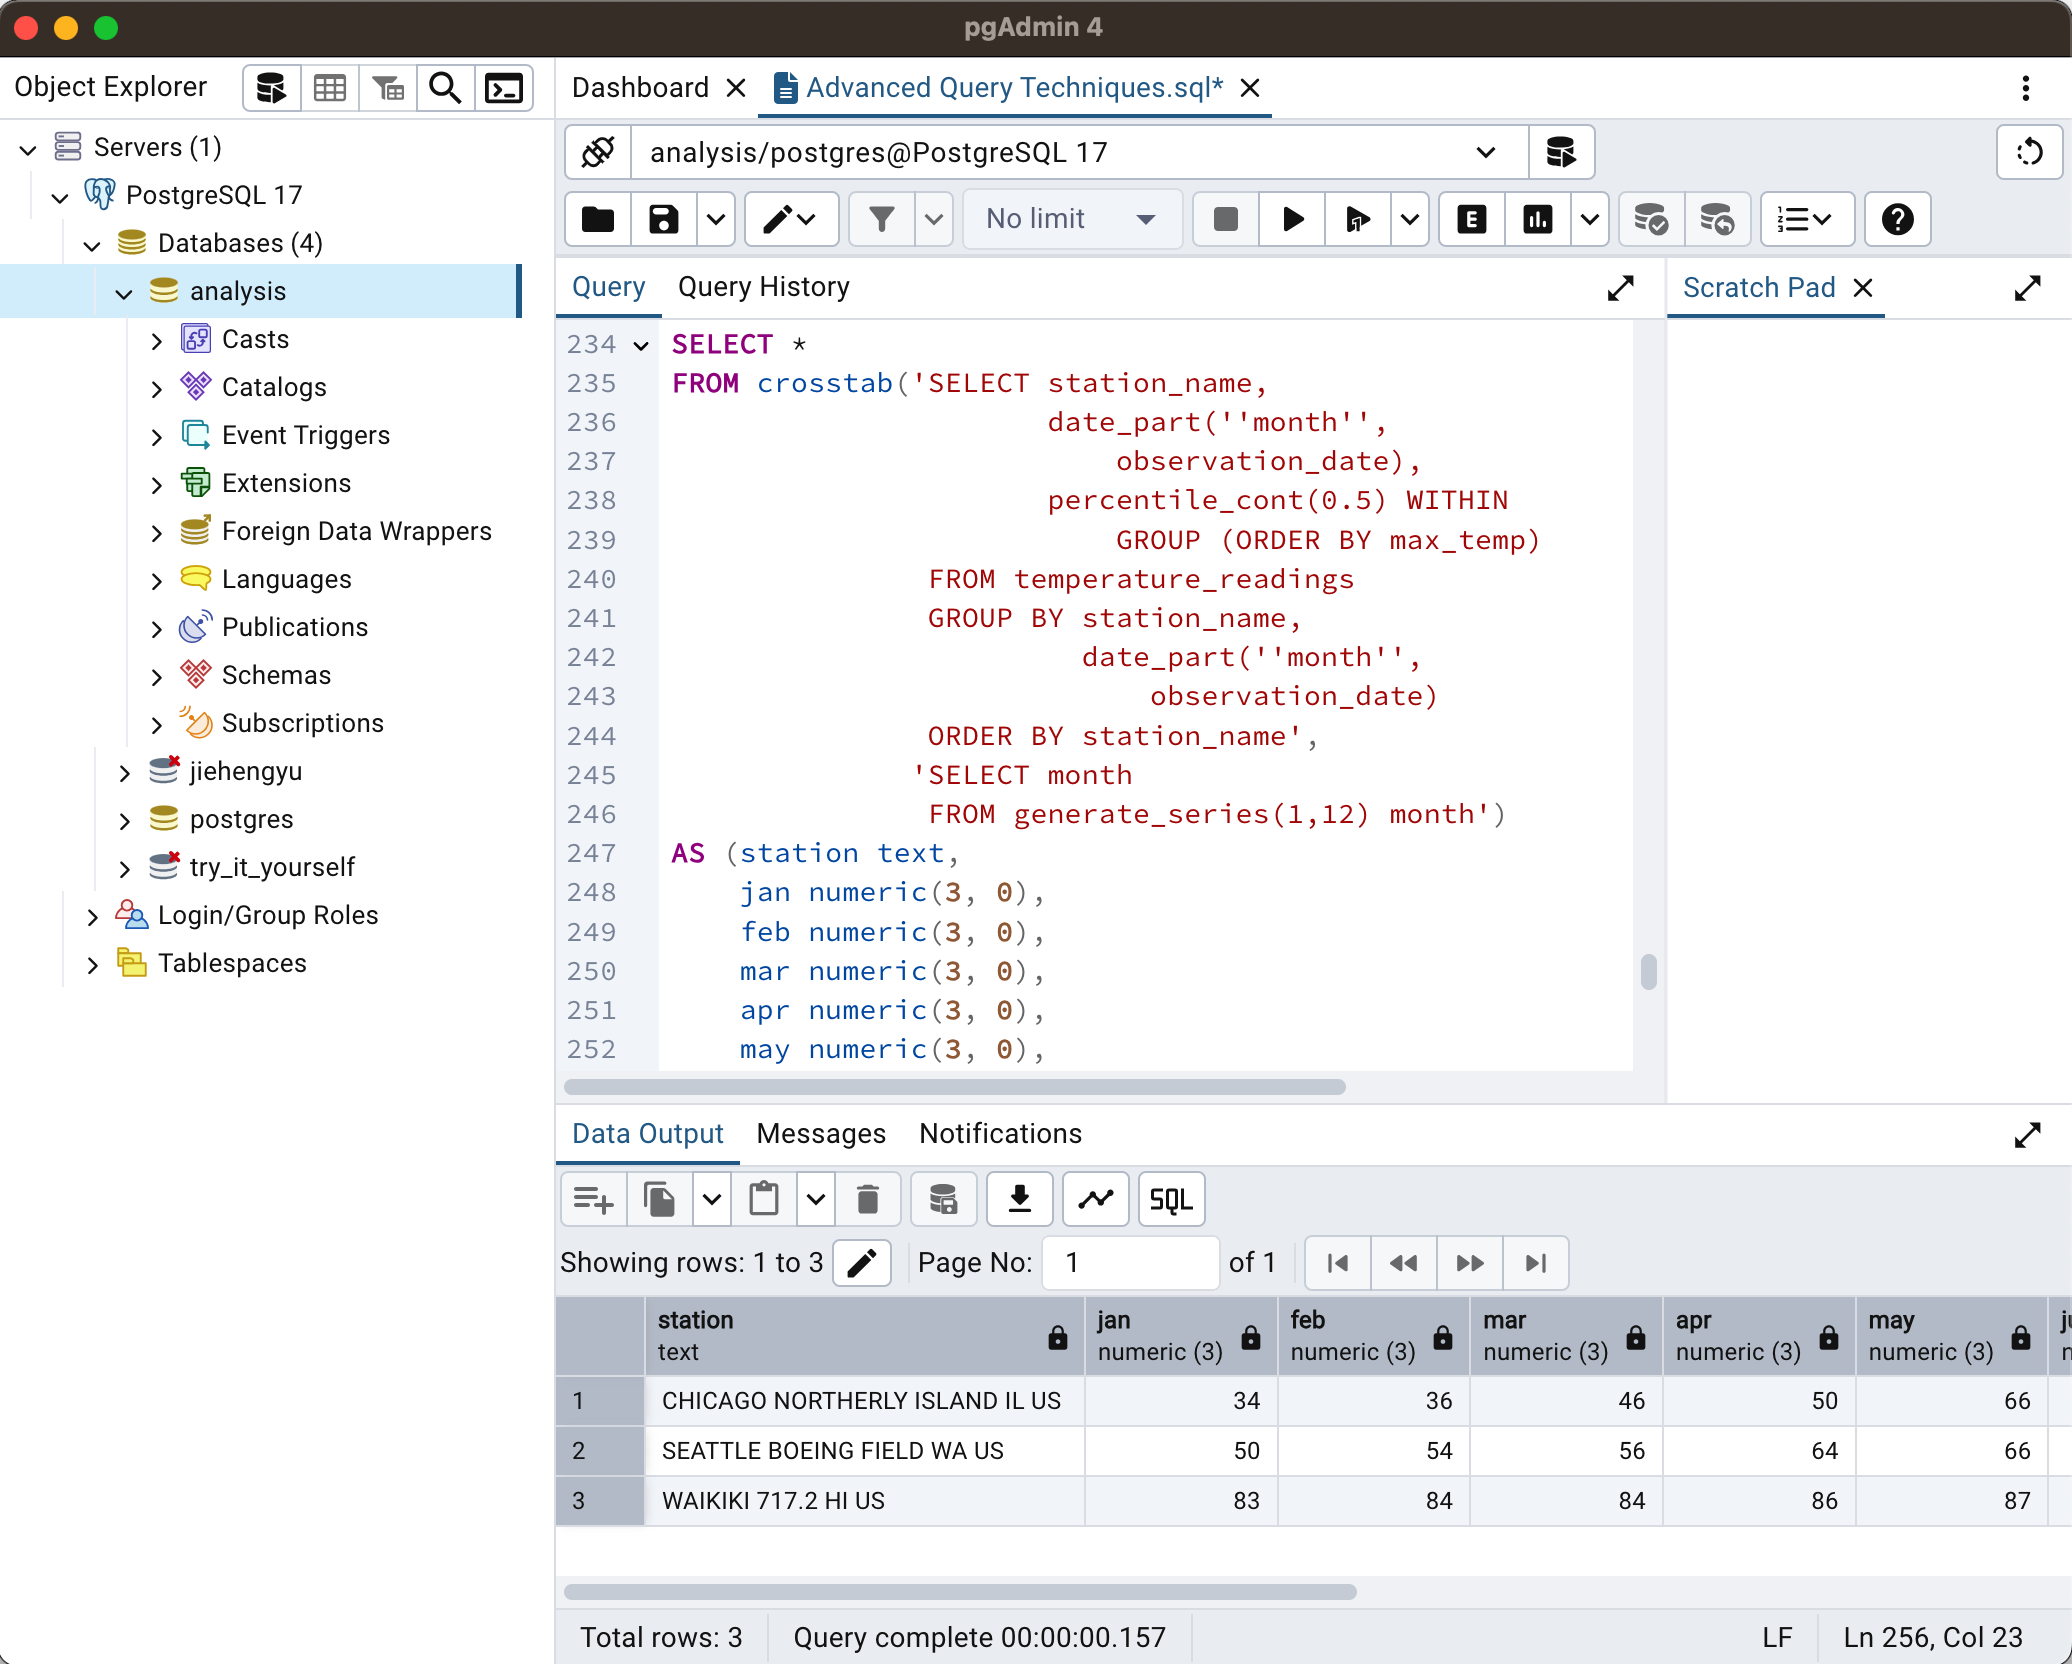 pgAdmin 4
Object Explorer
Servers (1)
PostgreSQL 17
Databases (4)
analysis
Casts
Catalogs
Event Triggers
Extensions
Foreign Data Wrappers
Languages
Publications
Schemas
Subscriptions
jiehengyu
postgres
try_it_yourself
Login/Group Roles
Tablespaces
Dashboard
Advanced Query Techniques.sql*
analysis/postgres@PostgreSQL 17
No limit
E
Query
Query History
Scratch Pad
234 SELECT *
235 FROM crosstab('SELECT station_name,
236 date_part(''month'',
237 observation_date),
238 percentile_cont(0.5) WITHIN
239 GROUP (ORDER BY max_temp)
240 FROM temperature_readings
241 GROUP BY station_name,
242 date_part(''month'',
243 observation_date)
244 ORDER BY station_name',
245 'SELECT month
246 FROM generate_series(1,12) month')
247 AS (station text,
248 jan numeric(3, 0),
249 feb numeric(3, 0),
250 mar numeric(3, 0),
251 apr numeric(3, 0),
252 may numeric(3, 0),
Data Output
Messages
Notifications
SQL
Showing rows: 1 to 3
Page No: 1 of 1
station jan feb mar apr may
text numeric (3) numeric (3) numeric (3) numeric (3) numeric (3)
1 CHICAGO NORTHERLY ISLAND IL US 34 36 46 50 66
2 SEATTLE BOEING FIELD WA US 50 54 56 64 66
3 WAIKIKI 717.2 HI US 83 84 84 86 87
Total rows: 3
Query complete 00:00:00.157
LF
Ln 256, Col 23